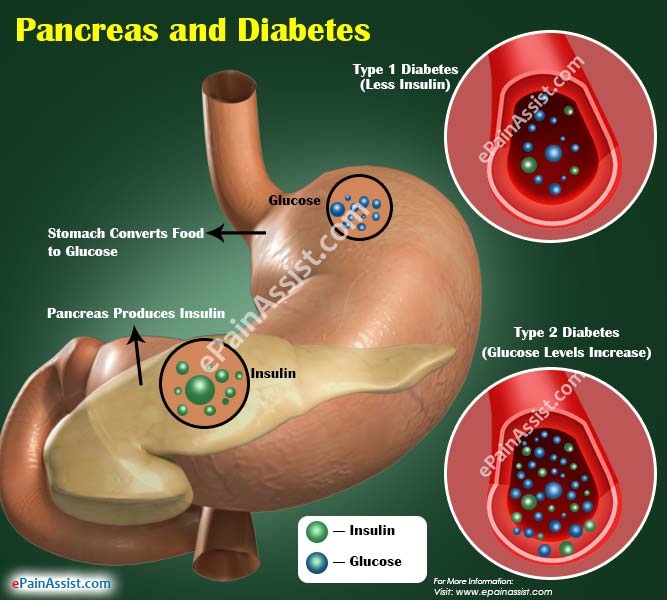 Pancreas and Diabetes
Type 1 Diabetes
(Less Insulin)
ePainAssist.com
Glucose
Stomach Converts Food
to Glucose
ePainAssist.com
Pancreas Produces Insulin
Insulin
Type 2 Diabetes
(Glucose Levels Increase)
ePainAssist.com
— Insulin
— Glucose
ePainAssist.com
For More Information:
Visit: www.epainassist.com